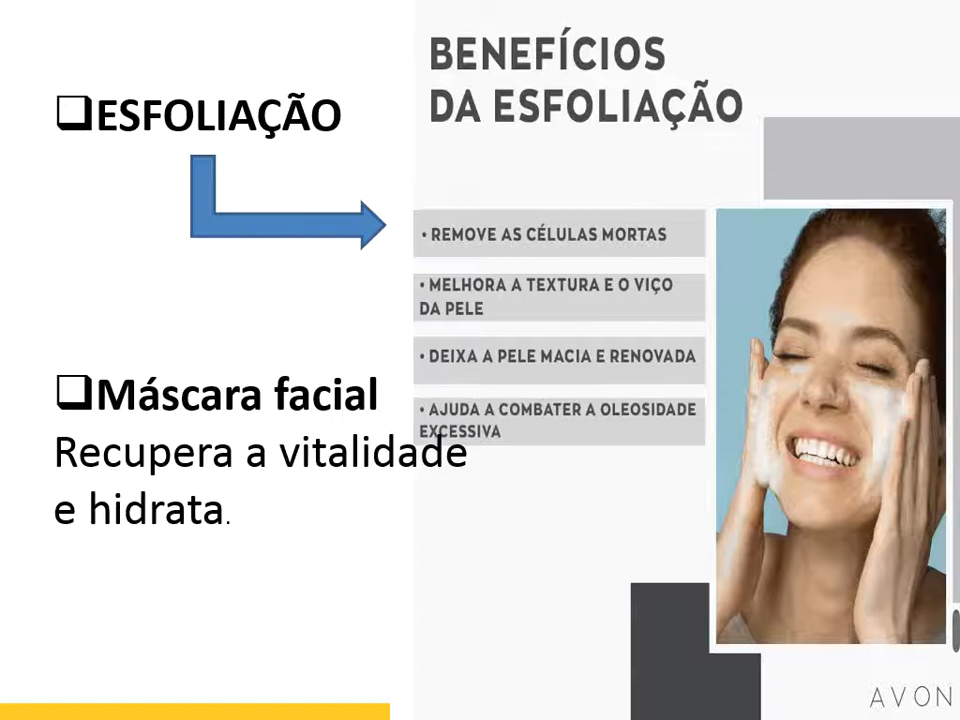 ESFOLIAÇÃO
Máscara facial
Recupera a vitalidade
e hidrata.
BENEFÍCIOS
DA ESFOLIAÇÃO
• REMOVE AS CÉLULAS MORTAS
• MELHORA A TEXTURA E O VIÇO
DA PELE
• DEIXA A PELE MACIA E RENOVADA
• AJUDA A COMBATER A OLEOSIDADE
EXCESSIVA
AVON